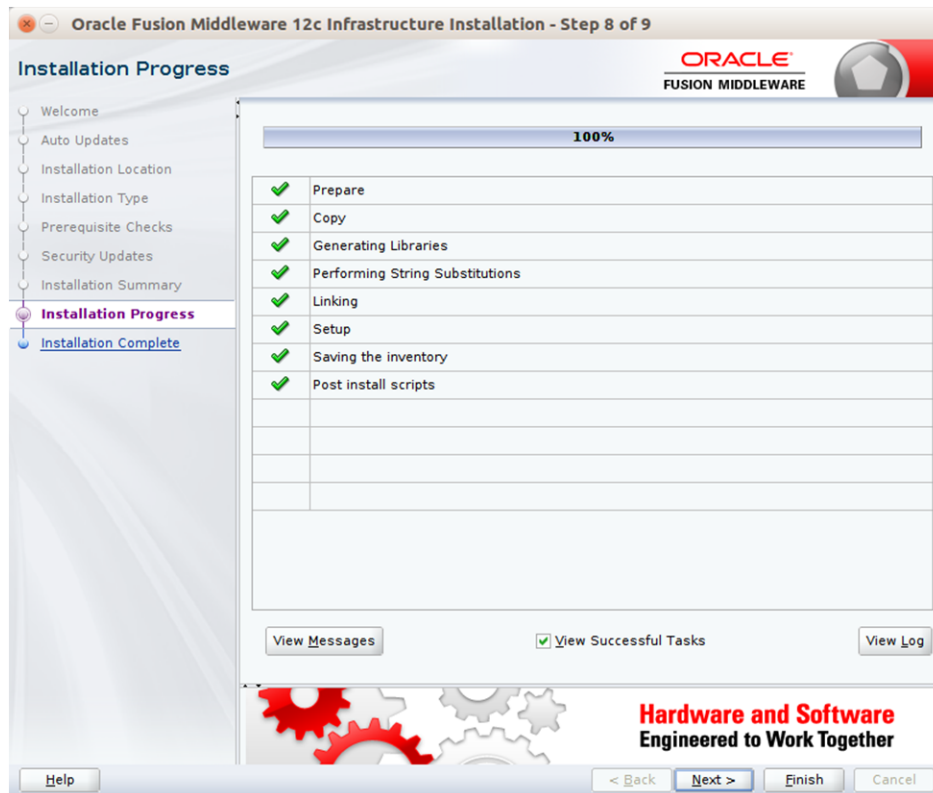 Oracle Fusion Middleware 12c Infrastructure Installation - Step 8 of 9
Installation Progress
ORACLE
FUSION MIDDLEWARE
Welcome
Auto Updates
Installation Location
Installation Type
Prerequisite Checks
Security Updates
Installation Summary
Installation Progress
Installation Complete
100%
Prepare
Copy
Generating Libraries
Performing String Substitutions
Linking
Setup
Saving the inventory
Post install scripts
View Messages
View Successful Tasks
View Log
Hardware and Software
Engineered to Work Together
Help
< Back
Next >
Finish
Cancel